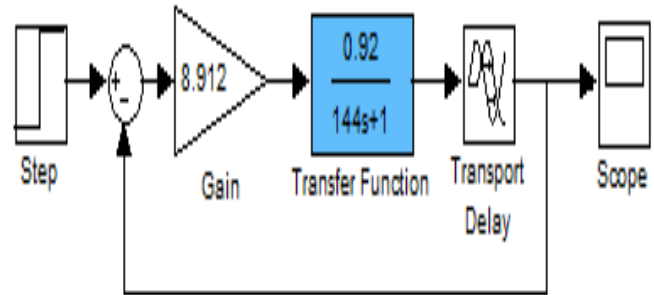 +
-
8.912
0.92
144s+1
Step
Gain
Transfer Function
Transport
Delay
Scope